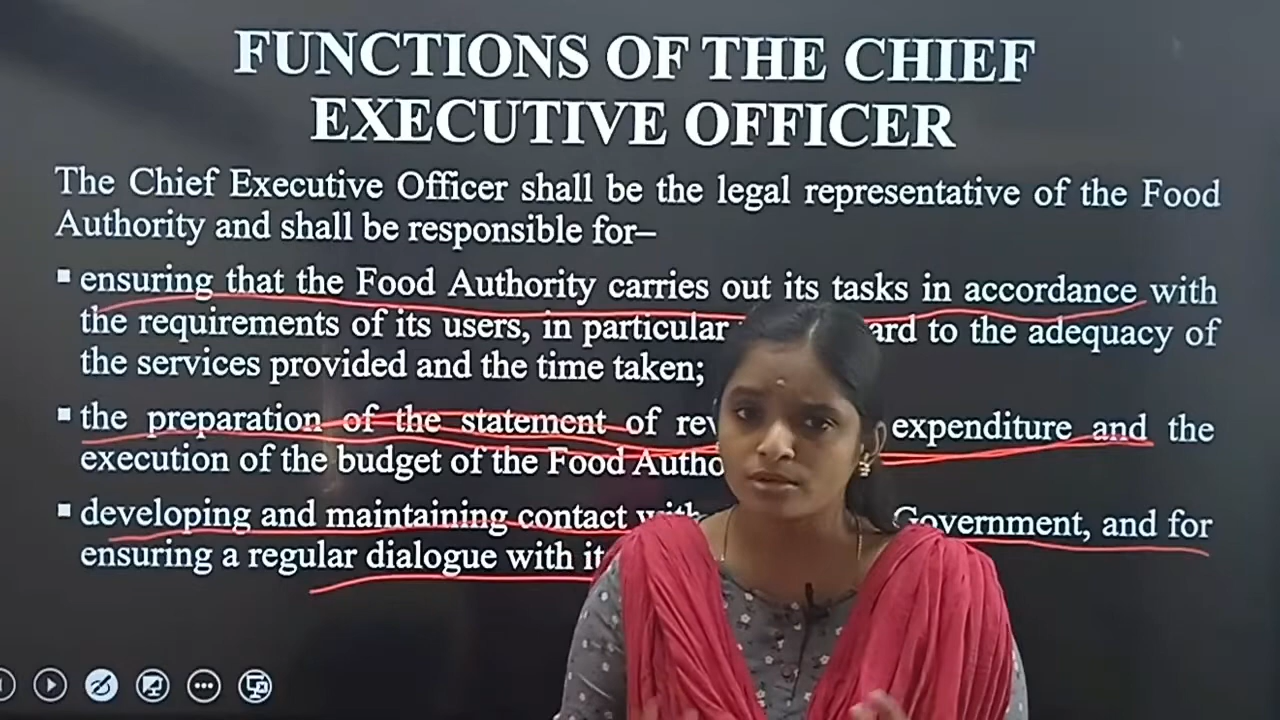 FUNCTIONS OF THE CHIEF
EXECUTIVE OFFICER
The Chief Executive Officer shall be the legal representative of the Food
Authority and shall be responsible for–
▪ ensuring that the Food Authority carries out its tasks in accordance with
the requirements of its users, in particular to the adequacy of
the services provided and the time taken;
▪ the preparation of the statement of expenditure and the
execution of the budget of the Food
▪ developing and maintaining contact with Government, and for
ensuring a regular dialogue with